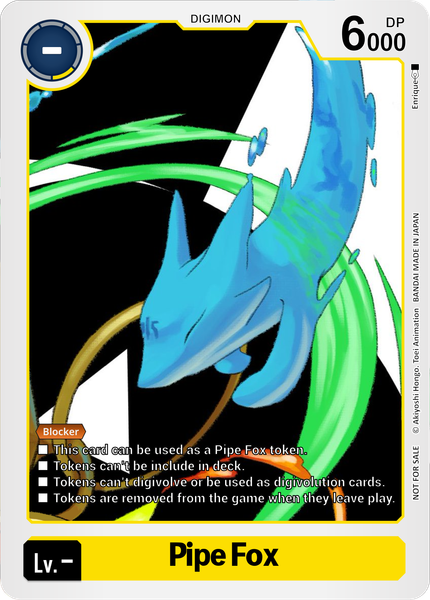 DIGIMON
-
DP
6000
Enrique
Blocker
■ This card can be used as a Pipe Fox token.
■ Tokens can't be include in deck.
■ Tokens can't digivolve or be used as digivolution cards.
■ Tokens are removed from the game when they leave play.
NOT FOR SALE © Akiyoshi Hongo. Toei Animation BANDAI MADE IN JAPAN
Lv.-
Pipe Fox